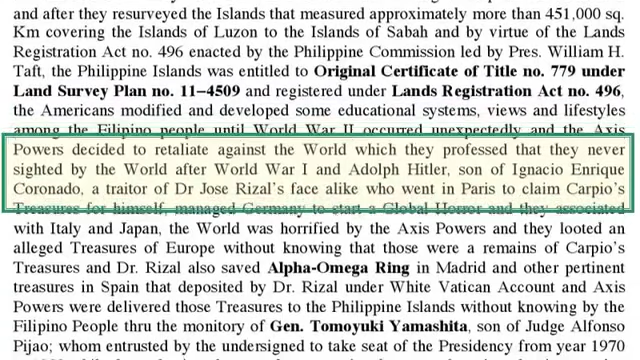 and after they resurveyed the Islands that measured approximately more than 451,000 sq.
Km covering the Islands of Luzon to the Islands of Sabah and by virtue of the Lands
Registration Act no. 496 enacted by the Philippine Commission led by Pres. William H.
Taft, the Philippine Islands was entitled to Original Certificate of Title no. 779 under
Land Survey Plan no. 11–4509 and registered under Lands Registration Act no. 496,
the Americans modified and developed some educational systems, views and lifestyles
among the Filipino people until World War II occurred unexpectedly and the Axis
Powers decided to retaliate against the World which they professed that they never
sighted by the World after World War I and Adolph Hitler, son of Ignacio Enrique
Coronado, a traitor of Dr Jose Rizal's face alike who went in Paris to claim Carpio's
Treasures for himself, managed Germany to start a Global Horror and they associated
with Italy and Japan, the World was horrified by the Axis Powers and they looted an
alleged Treasures of Europe without knowing that those were a remains of Carpio's
Treasures and Dr. Rizal also saved Alpha-Omega Ring in Madrid and other pertinent
treasures in Spain that deposited by Dr. Rizal under White Vatican Account and Axis
Powers were delivered those Treasures to the Philippine Islands without knowing by the
Filipino People thru the monitory of Gen. Tomoyuki Yamashita, son of Judge Alfonso
Pijao; whom entrusted by the undersigned to take seat of the Presidency from year 1970